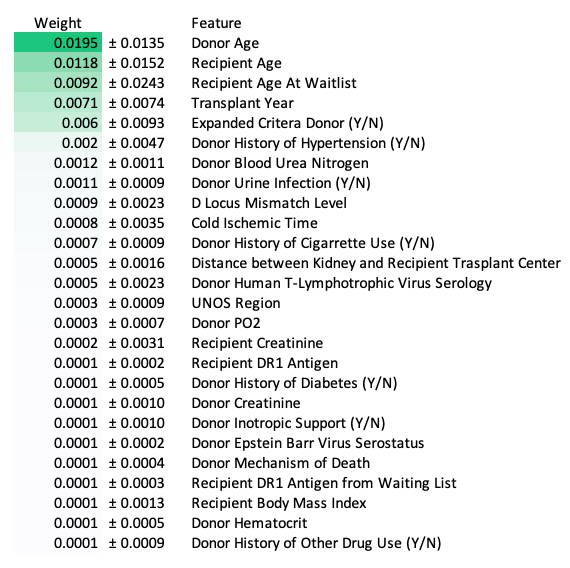 Weight Feature
0.0195 ± 0.0135 Donor Age
0.0118 ± 0.0152 Recipient Age
0.0092 ± 0.0243 Recipient Age At Waitlist
0.0071 ± 0.0074 Transplant Year
0.006 ± 0.0093 Expanded Critera Donor (Y/N)
0.002 ± 0.0047 Donor History of Hypertension (Y/N)
0.0012 ± 0.0011 Donor Blood Urea Nitrogen
0.0011 ± 0.0009 Donor Urine Infection (Y/N)
0.0009 ± 0.0023 D Locus Mismatch Level
0.0008 ± 0.0035 Cold Ischemic Time
0.0007 ± 0.0009 Donor History of Cigarrette Use (Y/N)
0.0005 ± 0.0016 Distance between Kidney and Recipient Trasplant Center
0.0005 ± 0.0023 Donor Human T-Lymphotrophic Virus Serology
0.0003 ± 0.0009 UNOS Region
0.0003 ± 0.0007 Donor PO2
0.0002 ± 0.0031 Recipient Creatinine
0.0001 ± 0.0002 Recipient DR1 Antigen
0.0001 ± 0.0005 Donor History of Diabetes (Y/N)
0.0001 ± 0.0010 Donor Creatinine
0.0001 ± 0.0010 Donor Inotropic Support (Y/N)
0.0001 ± 0.0002 Donor Epstein Barr Virus Serostatus
0.0001 ± 0.0004 Donor Mechanism of Death
0.0001 ± 0.0003 Recipient DR1 Antigen from Waiting List
0.0001 ± 0.0013 Recipient Body Mass Index
0.0001 ± 0.0005 Donor Hematocrit
0.0001 ± 0.0009 Donor History of Other Drug Use (Y/N)